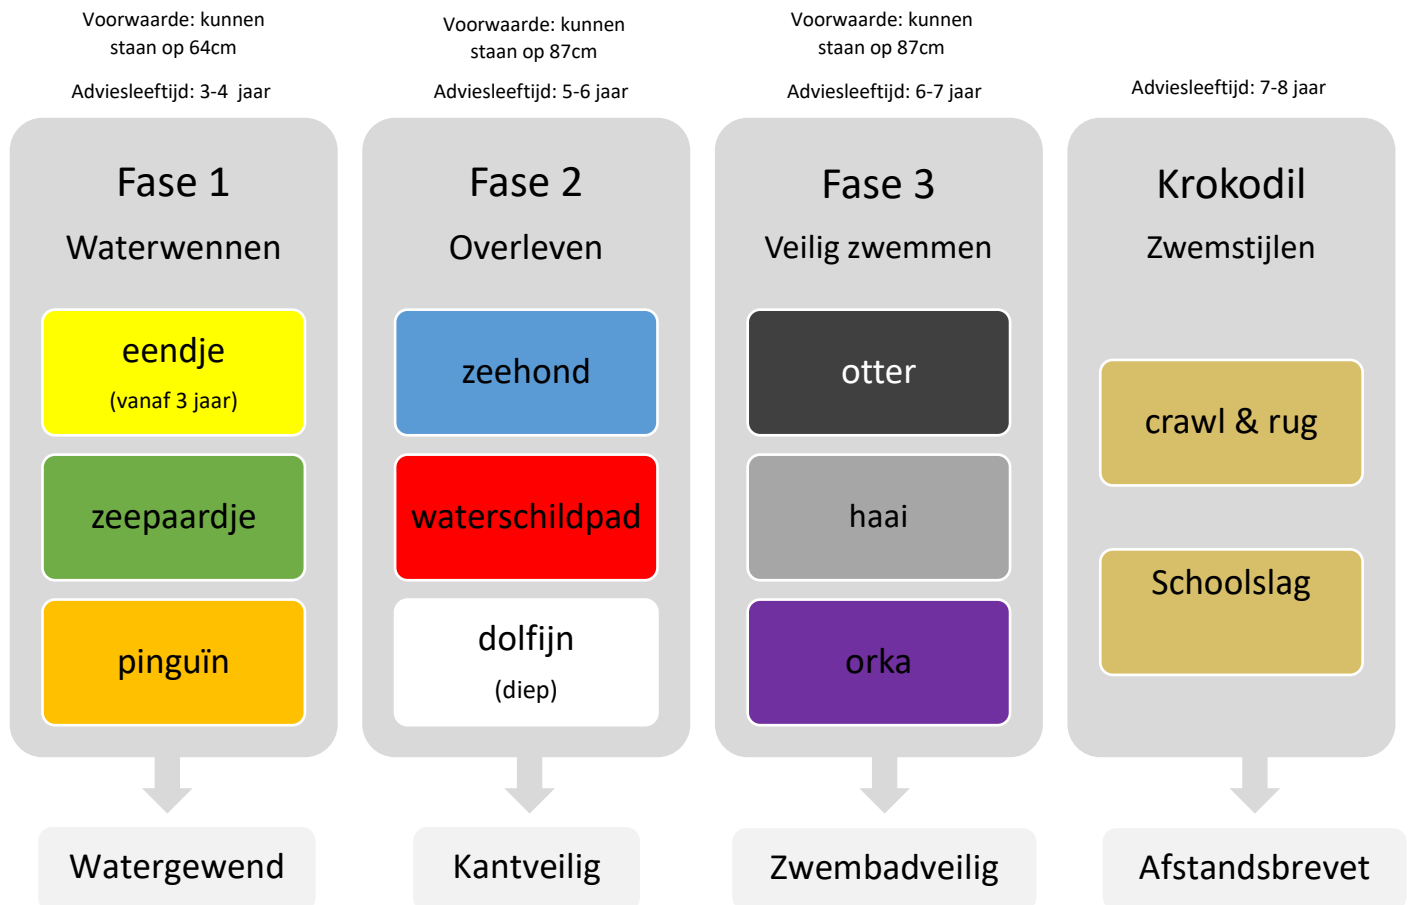 Voorwaarde: kunnen
staan op 64cm
Adviesleeftijd: 3-4 jaar
Fase 1
Waterwennen
eendje
(vanaf 3 jaar)
zeepaardje
pinguïn
Watergewend
Voorwaarde: kunnen
staan op 87cm
Adviesleeftijd: 5-6 jaar
Fase 2
Overleven
zeehond
waterschildpad
dolfijn
(diep)
Kantveilig
Voorwaarde: kunnen
staan op 87cm
Adviesleeftijd: 6-7 jaar
Fase 3
Veilig zwemmen
otter
haai
orka
Zwembadveilig
Adviesleeftijd: 7-8 jaar
Krokodil
Zwemstijlen
crawl & rug
Schoolslag
Afstandsbrevet